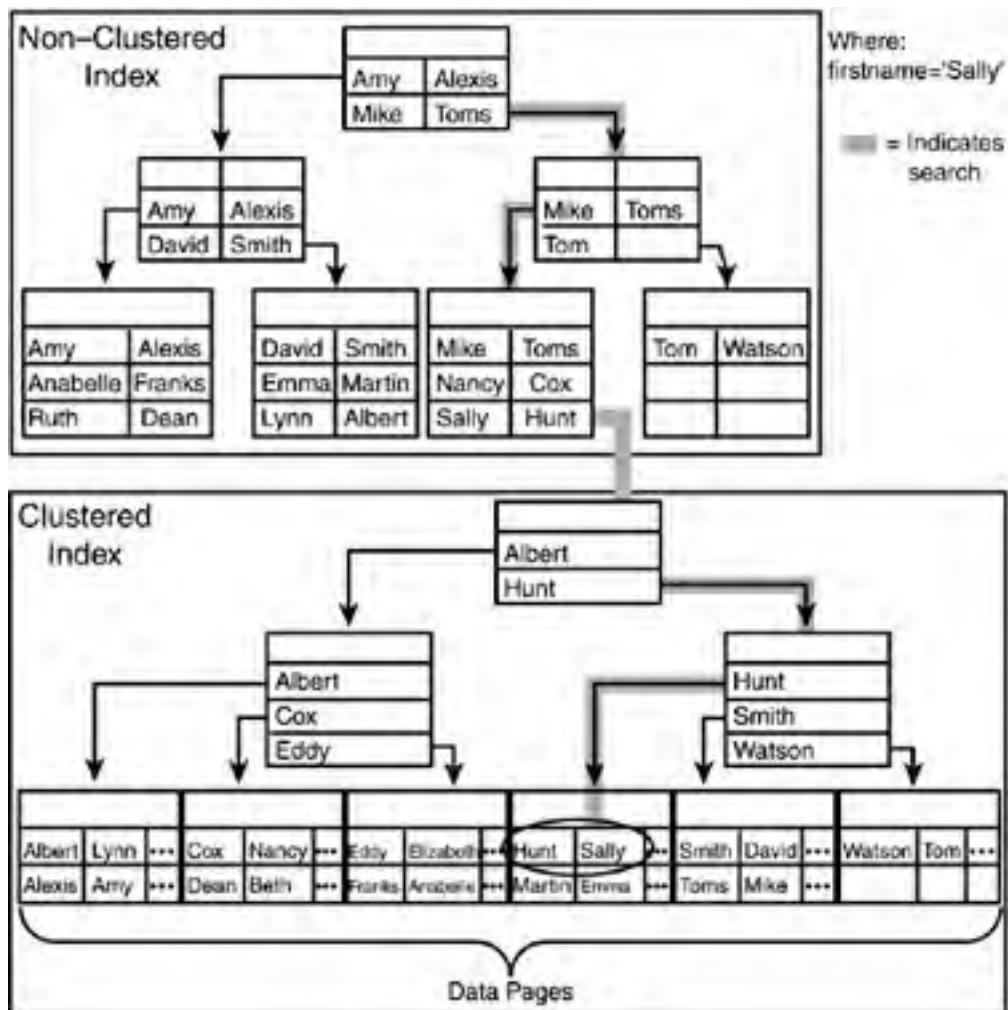 Non-Clustered
Index
Where:
firstname='Sally'
= Indicates
search
Amy Alexis
Mike Toms
Amy Alexis
David Smith
Mike Toms
Tom
Amy Alexis
Anabelle Franks
Ruth Dean
David Smith
Emma Martin
Lynn Albert
Mike Toms
Nancy Cox
Sally Hunt
Tom Watson
Clustered
Index
Albert
Hunt
Albert
Cox
Eddy
Hunt
Smith
Watson
Albert Lynn ••• Cox Nancy ••• Eddy Elizabeth ••• Hunt Sally ••• Smith David ••• Watson Tom •••
Alexis Amy ••• Dean Beth ••• Franks Anabelle ••• Martin Emma ••• Toms Mike •••
Data Pages